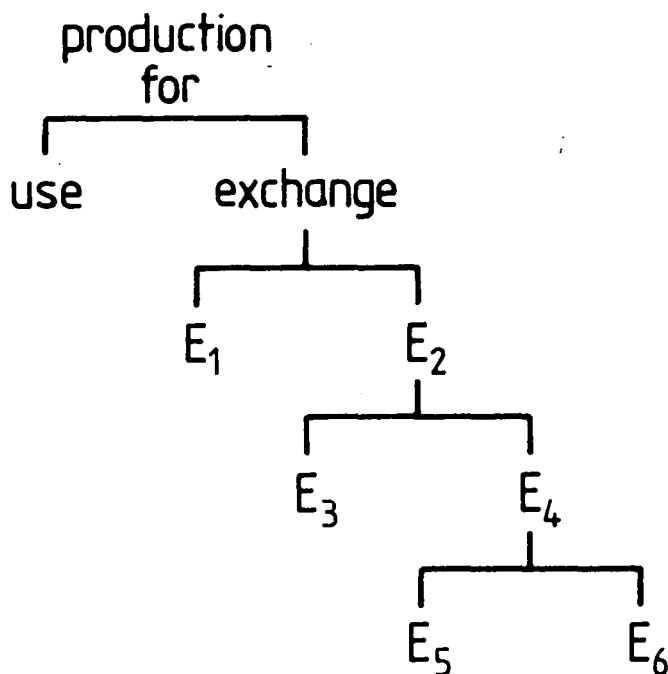 production
for
use exchange
E₁ E₂
E₃ E₄
E₅ E₆